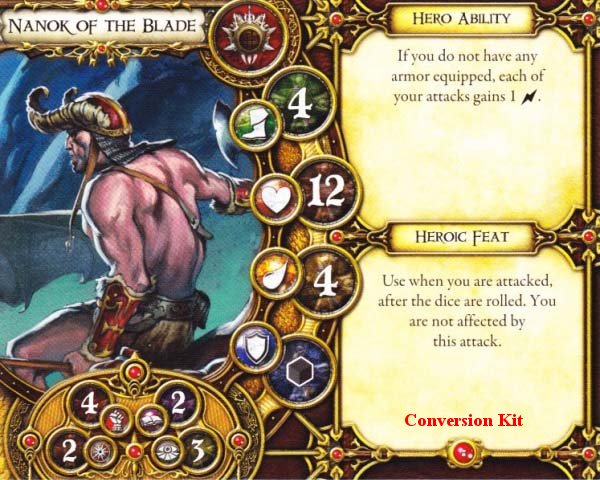 NANOK OF THE BLADE
4
12
4
4 2
2 3
HERO ABILITY
If you do not have any
armor equipped, each of
your attacks gains 1 .
HEROIC FEAT
Use when you are attacked,
after the dice are rolled. You
are not affected by
this attack.
Conversion Kit